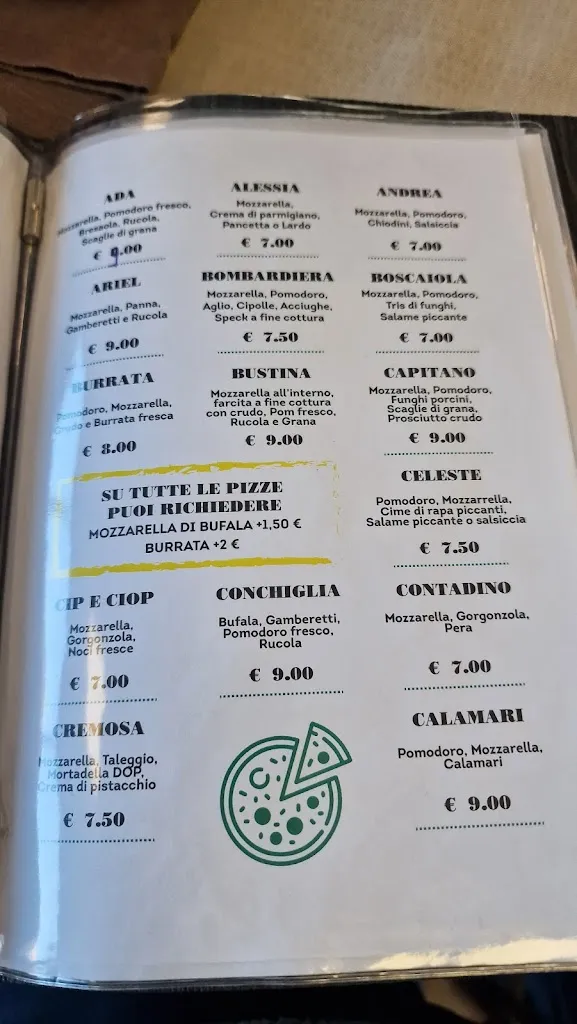 ADA
Mozzarella, Pomodoro fresco,
Bresaola, Rucola,
Scaglie di grana
€ 9.00
ALESSIA
Mozzarella,
Crema di parmigiano,
Pancetta o Lardo
€ 7.00
ANDREA
Mozzarella, Pomodoro,
Chiodini, Salsiccia
€ 7.00
ARIEL
Mozzarella, Panna,
Gamberetti e Rucola
€ 9.00
BOMBARDIERA
Mozzarella, Pomodoro,
Aglio, Cipolle, Acciughe,
Speck a fine cottura
€ 7.50
BOSCAIOLA
Mozzarella, Pomodoro,
Tris di funghi,
Salame piccante
€ 7.00
BURRATA
Pomodoro, Mozzarella,
Crudo e Burrata fresca
€ 8.00
BUSTINA
Mozzarella all'interno,
farcita a fine cottura
con crudo, Pom fresco,
Rucola e Grana
€ 9.00
CAPITANO
Mozzarella, Pomodoro,
Funghi porcini,
Scaglie di grana,
Prosciutto crudo
€ 9.00
SU TUTTE LE PIZZE
PUOI RICHIEDERE
MOZZARELLA DI BUFALA +1,50 €
BURRATA +2 €
CELESTE
Pomodoro, Mozzarrella,
Cime di rapa piccanti,
Salame piccante o salsiccia
€ 7.50
CIP E CIOP
Mozzarella,
Gorgonzola,
Noci fresce
€ 7.00
CONCHIGLIA
Bufala, Gamberetti,
Pomodoro fresco,
Rucola
€ 9.00
CONTADINO
Mozzarella, Gorgonzola,
Pera
€ 7.00
CREMOSA
Mozzarella, Taleggio,
Mortadella DOP,
Crema di pistacchio
€ 7.50
CALAMARI
Pomodoro, Mozzarella,
Calamari
€ 9.00